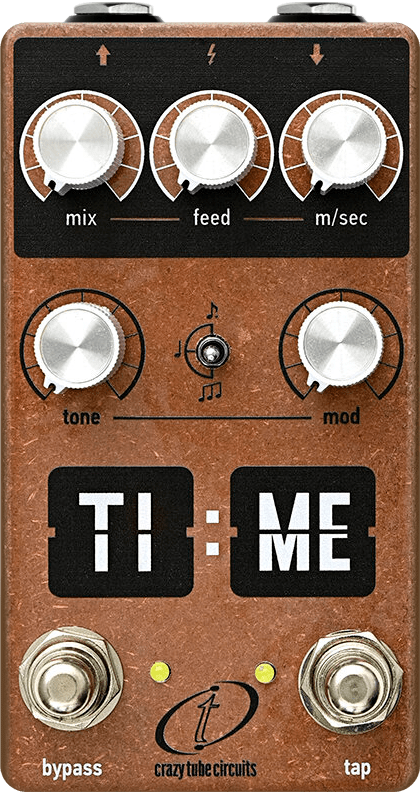 mix feed m/sec
tone mod
TI:ME
bypass tap
crazy tube circuits